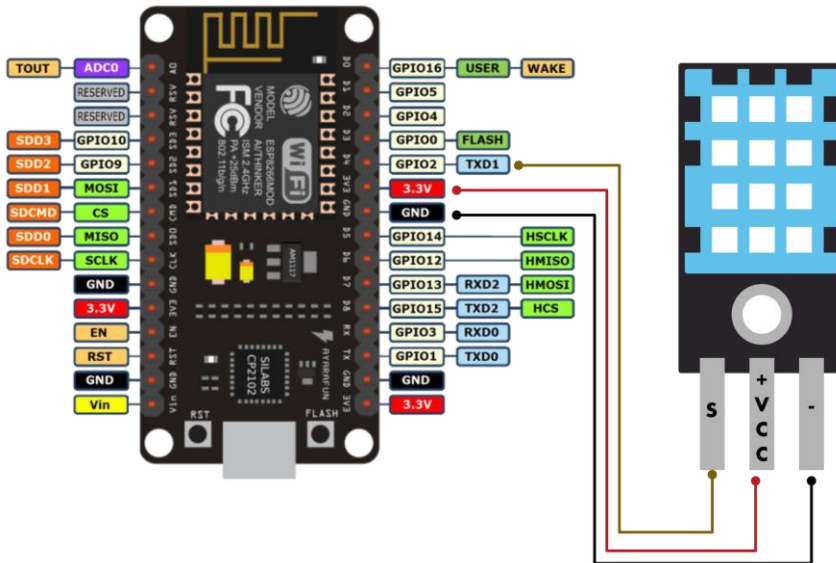 TOUT ADC0
RESERVED
RESERVED
SDD3 GPIO10
SDD2 GPIO9
SDD1 MOSI
SDCMD CS
SDD0 MISO
SDCLK SCLK
GND
3.3V
EN
RST
GND
Vin
A0
RSV
RSV
SD3
SD2
SD1
CMD
SD0
CLK
GND
3V3
EN
RST
GND
Vin
MODEL ESP8266MOD
VENDOR AI/THINKER
ISM 2.4GHz
PA +25dBm
802.11b/g/n
FC
Wi Fi
AM1117
SILABS
CP2102
AYARAFUN
RST
FLASH
D0
D1
D2
D3
D4
3V3
GND
D5
D6
D7
D8
RX
TX
GND
3V3
GPIO16 USER WAKE
GPIO5
GPIO4
GPIO0 FLASH
GPIO2 TXD1
3.3V
GND
GPIO14 HSCLK
GPIO12 HMISO
GPIO13 RXD2 HMOSI
GPIO15 TXD2 HCS
GPIO3 RXD0
GPIO1 TXD0
GND
3.3V
S
+VCC
-